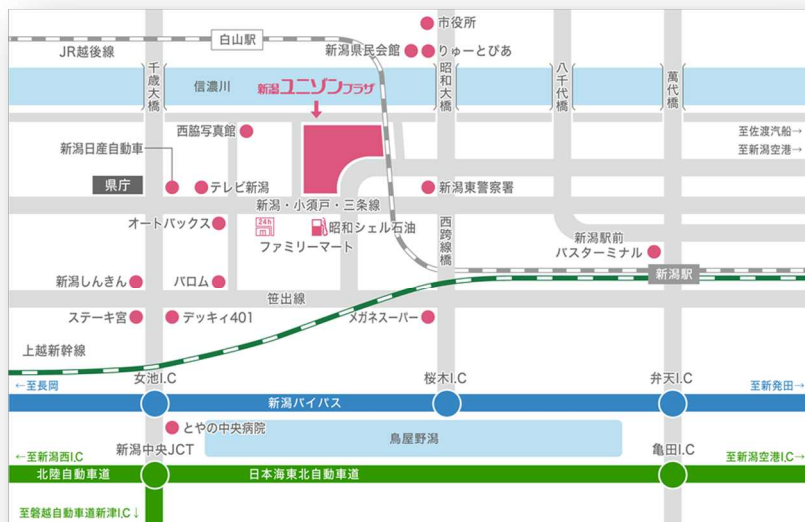 市役所
白山駅
JR越後線
新潟県民会館
りゅーとぴあ
千歳大橋
信濃川
新潟ユニゾンプラザ
昭和大橋
八千代橋
萬代橋
西脇写真館
至佐渡汽船→
新潟日産自動車
至新潟空港→
県庁
テレビ新潟
新潟東警察署
新潟・小須戸・三条線
オートバックス
24h
昭和シェル石油
ファミリーマート
西跨線橋
新潟駅前
バスターミナル
新潟駅
新潟しんきん
バロム
笹出線
ステーキ宮
デッキィ401
メガネスーパー
上越新幹線
女池I.C
桜木I.C
弁天I.C
←至長岡
至新発田→
新潟バイパス
とやの中央病院
鳥屋野潟
新潟中央JCT
亀田I.C
←至新潟西I.C
至新潟空港I.C→
北陸自動車道
日本海東北自動車道
至磐越自動車道新津I.C↓